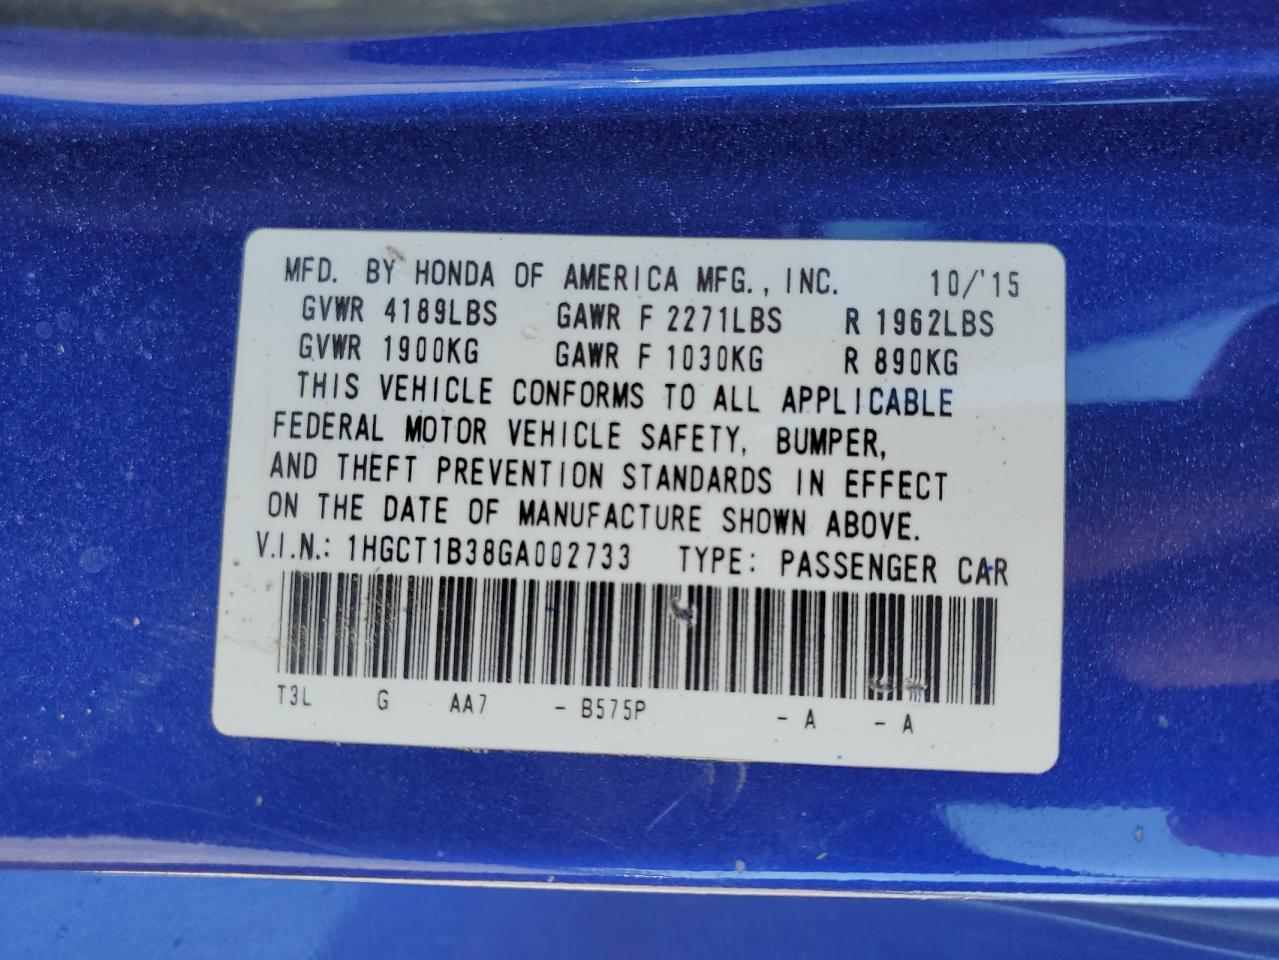 MFD. BY HONDA OF AMERICA MFG., INC. 10/'15
GVWR 4189LBS GAWR F 2271LBS R 1962LBS
GVWR 1900KG GAWR F 1030KG R 890KG
THIS VEHICLE CONFORMS TO ALL APPLICABLE
FEDERAL MOTOR VEHICLE SAFETY, BUMPER,
AND THEFT PREVENTION STANDARDS IN EFFECT
ON THE DATE OF MANUFACTURE SHOWN ABOVE.
V.I.N.: 1HGCT1B38GA002733 TYPE: PASSENGER CAR
T3L G AA7 - B575P - A - A